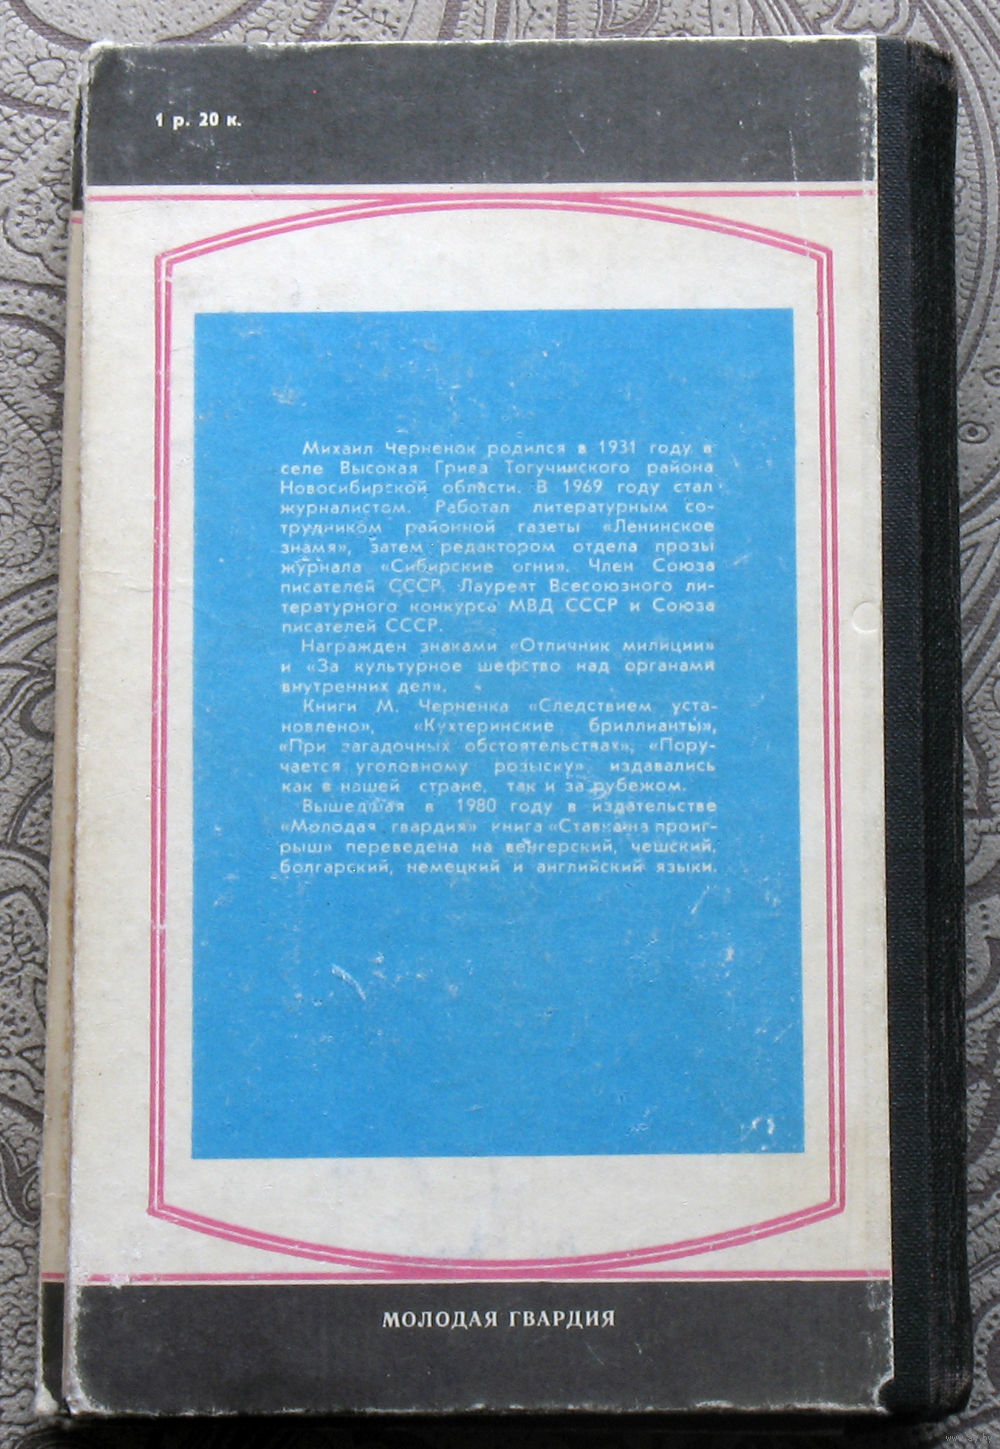 1 р. 20 к.
Михаил Черненок родился в 1931 году в
селе Высокая Грива Тогучинского района
Новосибирской области. В 1969 году стал
журналистом. Работал литературным со-
трудником районной газеты «Ленинское
знамя», затем редактором отдела прозы
журнала «Сибирские огни». Член Союза
писателей СССР. Лауреат Всесоюзного ли-
тературного конкурса МВД СССР и Союза
писателей СССР.
Награжден знаками «Отличник милиции»
и «За культурное шефство над органами
внутренних дел».
Книги М. Черненка «Следствием уста-
новлено», «Кухтеринские бриллианты»,
«При загадочных обстоятельствах», «Пору-
чается уголовному розыску» издавались
как в нашей стране, так и за рубежом.
Вышедшая в 1980 году в издательстве
«Молодая гвардия» книга «Ставка на проиг-
рыш» переведена на венгерский, чешский,
болгарский, немецкий и английский языки.
МОЛОДАЯ ГВАРДИЯ